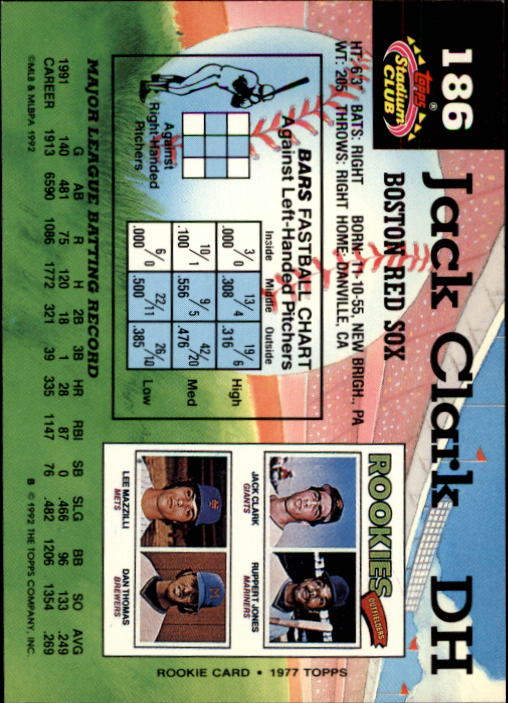 186
TOPPS®
Stadium
CLUB
Jack Clark DH
BOSTON RED SOX
HT: 6'3" BATS: RIGHT BORN: 11-10-55, NEW BRIGH., PA
WT: 205 THROWS: RIGHT HOME: DANVILLE, CA
BARS FASTBALL CHART
Against Left-Handed Pitchers
Inside Middle Outside
3/0 13/4 19/6
.000 .308 .316 High
10/1 9/5 42/20
.100 .556 .476 Med
6/0 22/11 26/10
.000 .500 .385 Low
Against
Right-Handed
Pitchers
ROOKIES
OUTFIELDERS
JACK CLARK
GIANTS
RUPPERT JONES
MARINERS
LEE MAZZILLI
METS
DAN THOMAS
BREWERS
ROOKIE CARD • 1977 TOPPS
MAJOR LEAGUE BATTING RECORD
G AB R H 2B 3B HR RBI SB SLG BB SO AVG
1991 140 481 75 120 18 1 28 87 0 .466 96 133 .249
CAREER 1913 6590 1086 1772 321 39 335 1147 76 .482 1206 1354 .269
©MLB & MLBPA 1992
B © 1992 THE TOPPS COMPANY, INC.